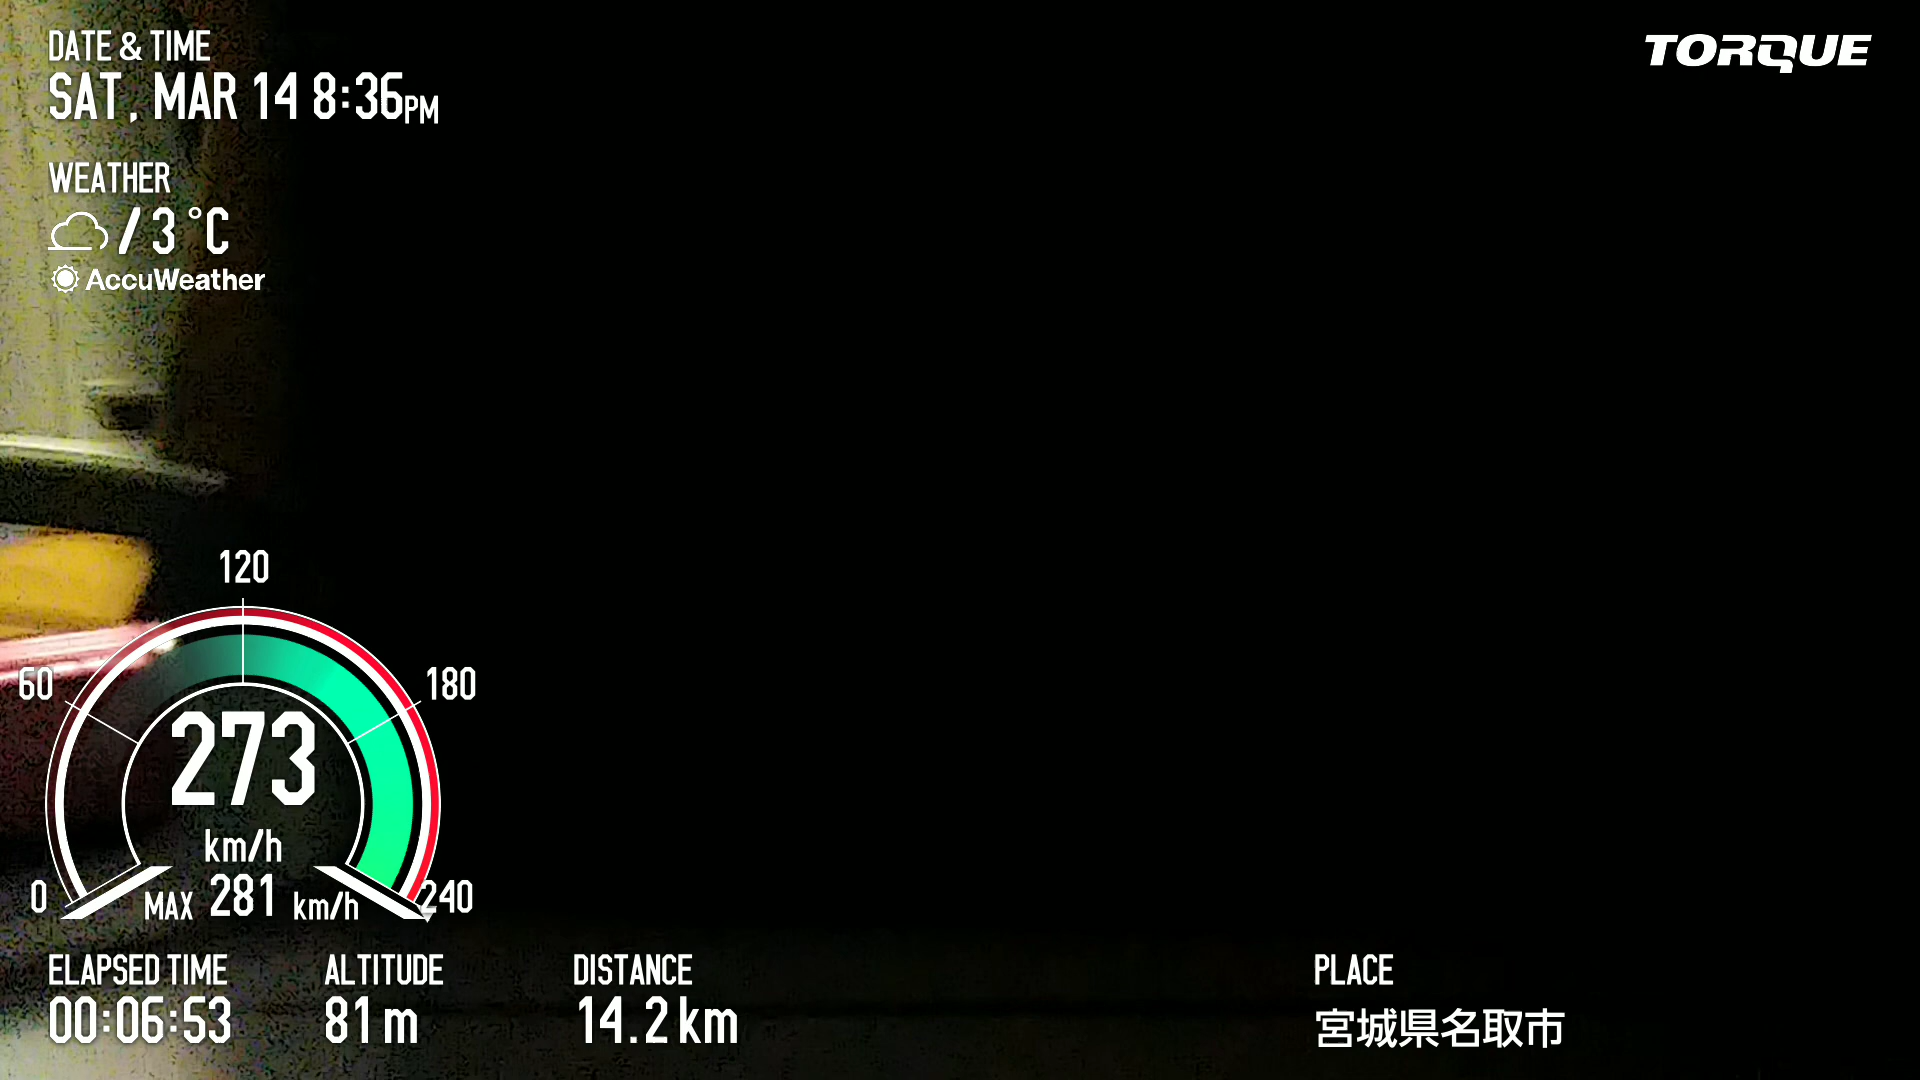 DATE & TIME
SAT, MAR 14 8:36PM
TORQUE
WEATHER
/ 3 °C
AccuWeather
120
60
180
273
km/h
0
MAX 281 km/h
240
ELAPSED TIME
00:06:53
ALTITUDE
81 m
DISTANCE
14.2 km
PLACE
宮城県名取市